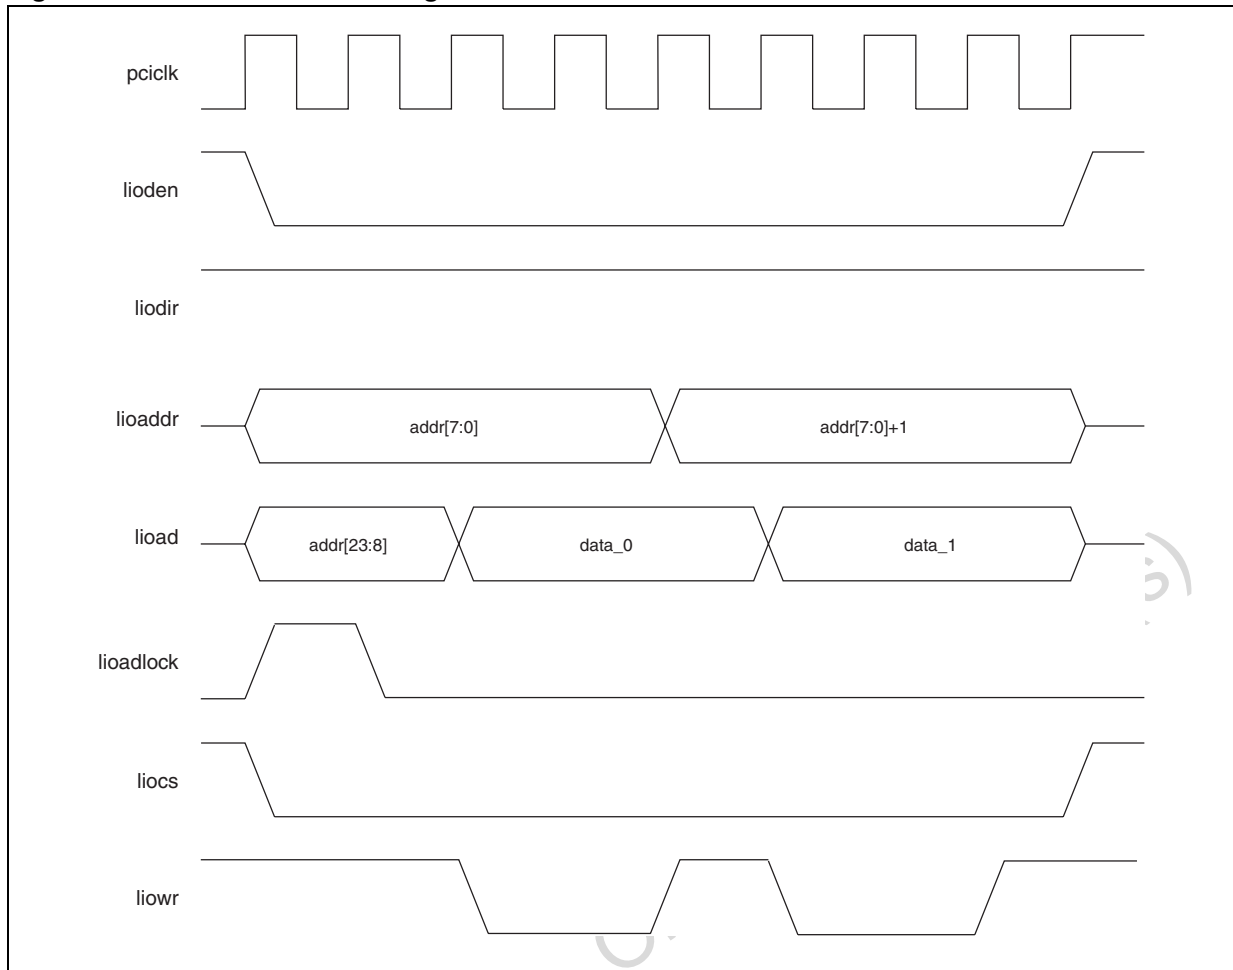 pciclk
lioden
liodir
lioaddr
addr[7:0]
addr[7:0]+1
lioad
addr[23:8]
data_0
data_1
lioadlock
liocs
liowr